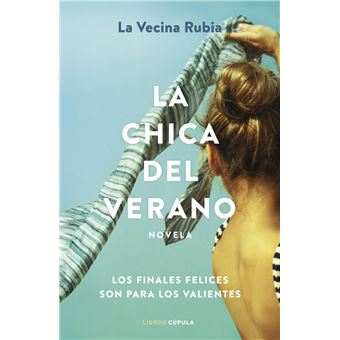 La Vecina Rubia
LA
CHICA
DEL
VERANO
NOVELA
LOS FINALES FELICES
SON PARA LOS VALIENTES
LIBROS CÚPULA